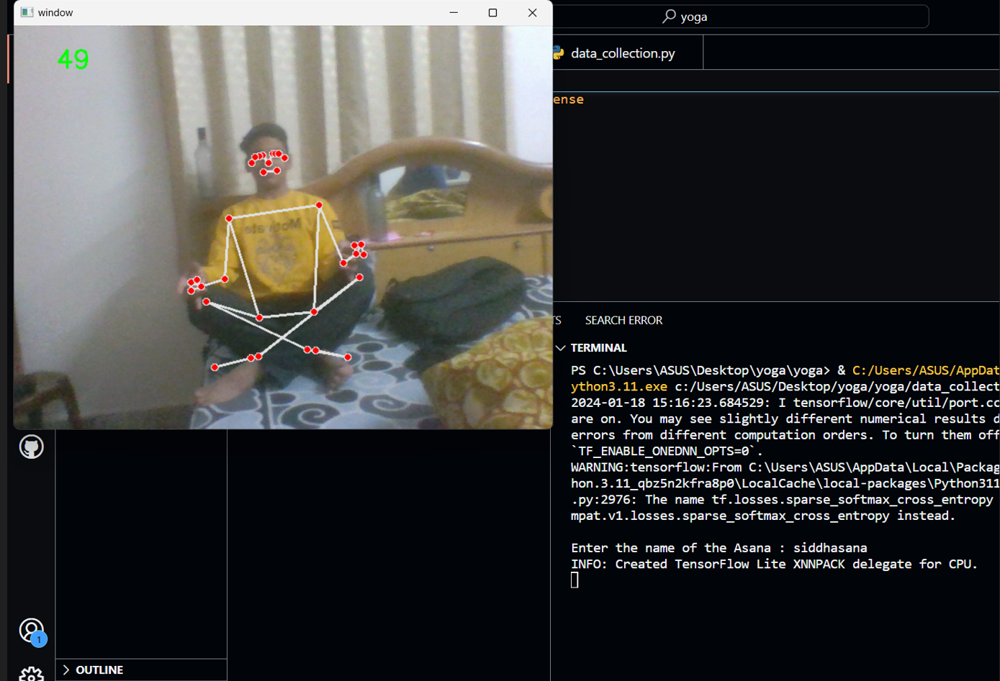 window
yoga
49
data_collection.py
ense
Motivate
TS
SEARCH ERROR
TERMINAL
PS C:\Users\ASUS\Desktop\yoga\yoga> & C:/Users/ASUS/AppDat
ython3.11.exe c:/Users/ASUS/Desktop/yoga/yoga/data_collect
2024-01-18 15:16:23.684529: I tensorflow/core/util/port.cc
are on. You may see slightly different numerical results d
errors from different computation orders. To turn them off
`TF_ENABLE_ONEDNN_OPTS=0`.
WARNING:tensorflow:From C:\Users\ASUS\AppData\Local\Packag
hon.3.11_qbz5n2kfra8p0\LocalCache\local-packages\Python311
.py:2976: The name tf.losses.sparse_softmax_cross_entropy
mpat.v1.losses.sparse_softmax_cross_entropy instead.
Enter the name of the Asana : siddhasana
INFO: Created TensorFlow Lite XNNPACK delegate for CPU.
1
OUTLINE